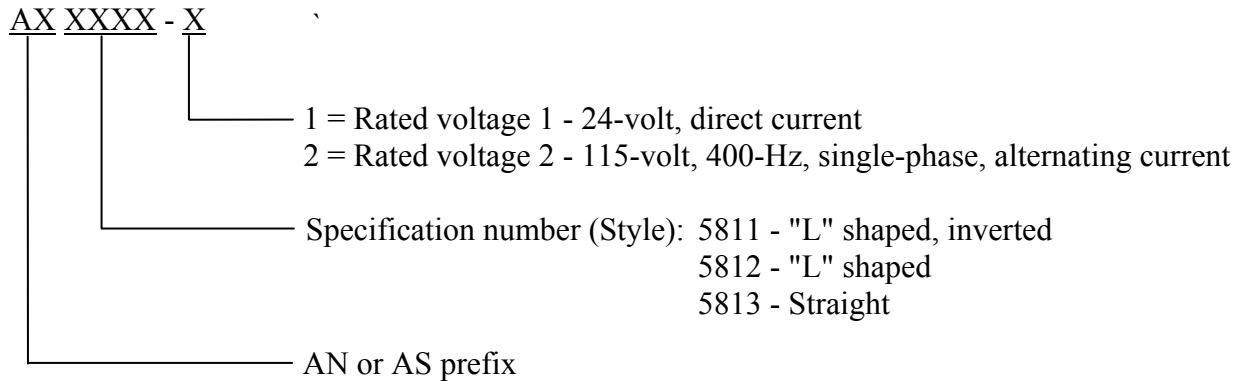 AX XXXX - X `
1 = Rated voltage 1 - 24-volt, direct current
2 = Rated voltage 2 - 115-volt, 400-Hz, single-phase, alternating current
Specification number (Style): 5811 - "L" shaped, inverted
5812 - "L" shaped
5813 - Straight
AN or AS prefix